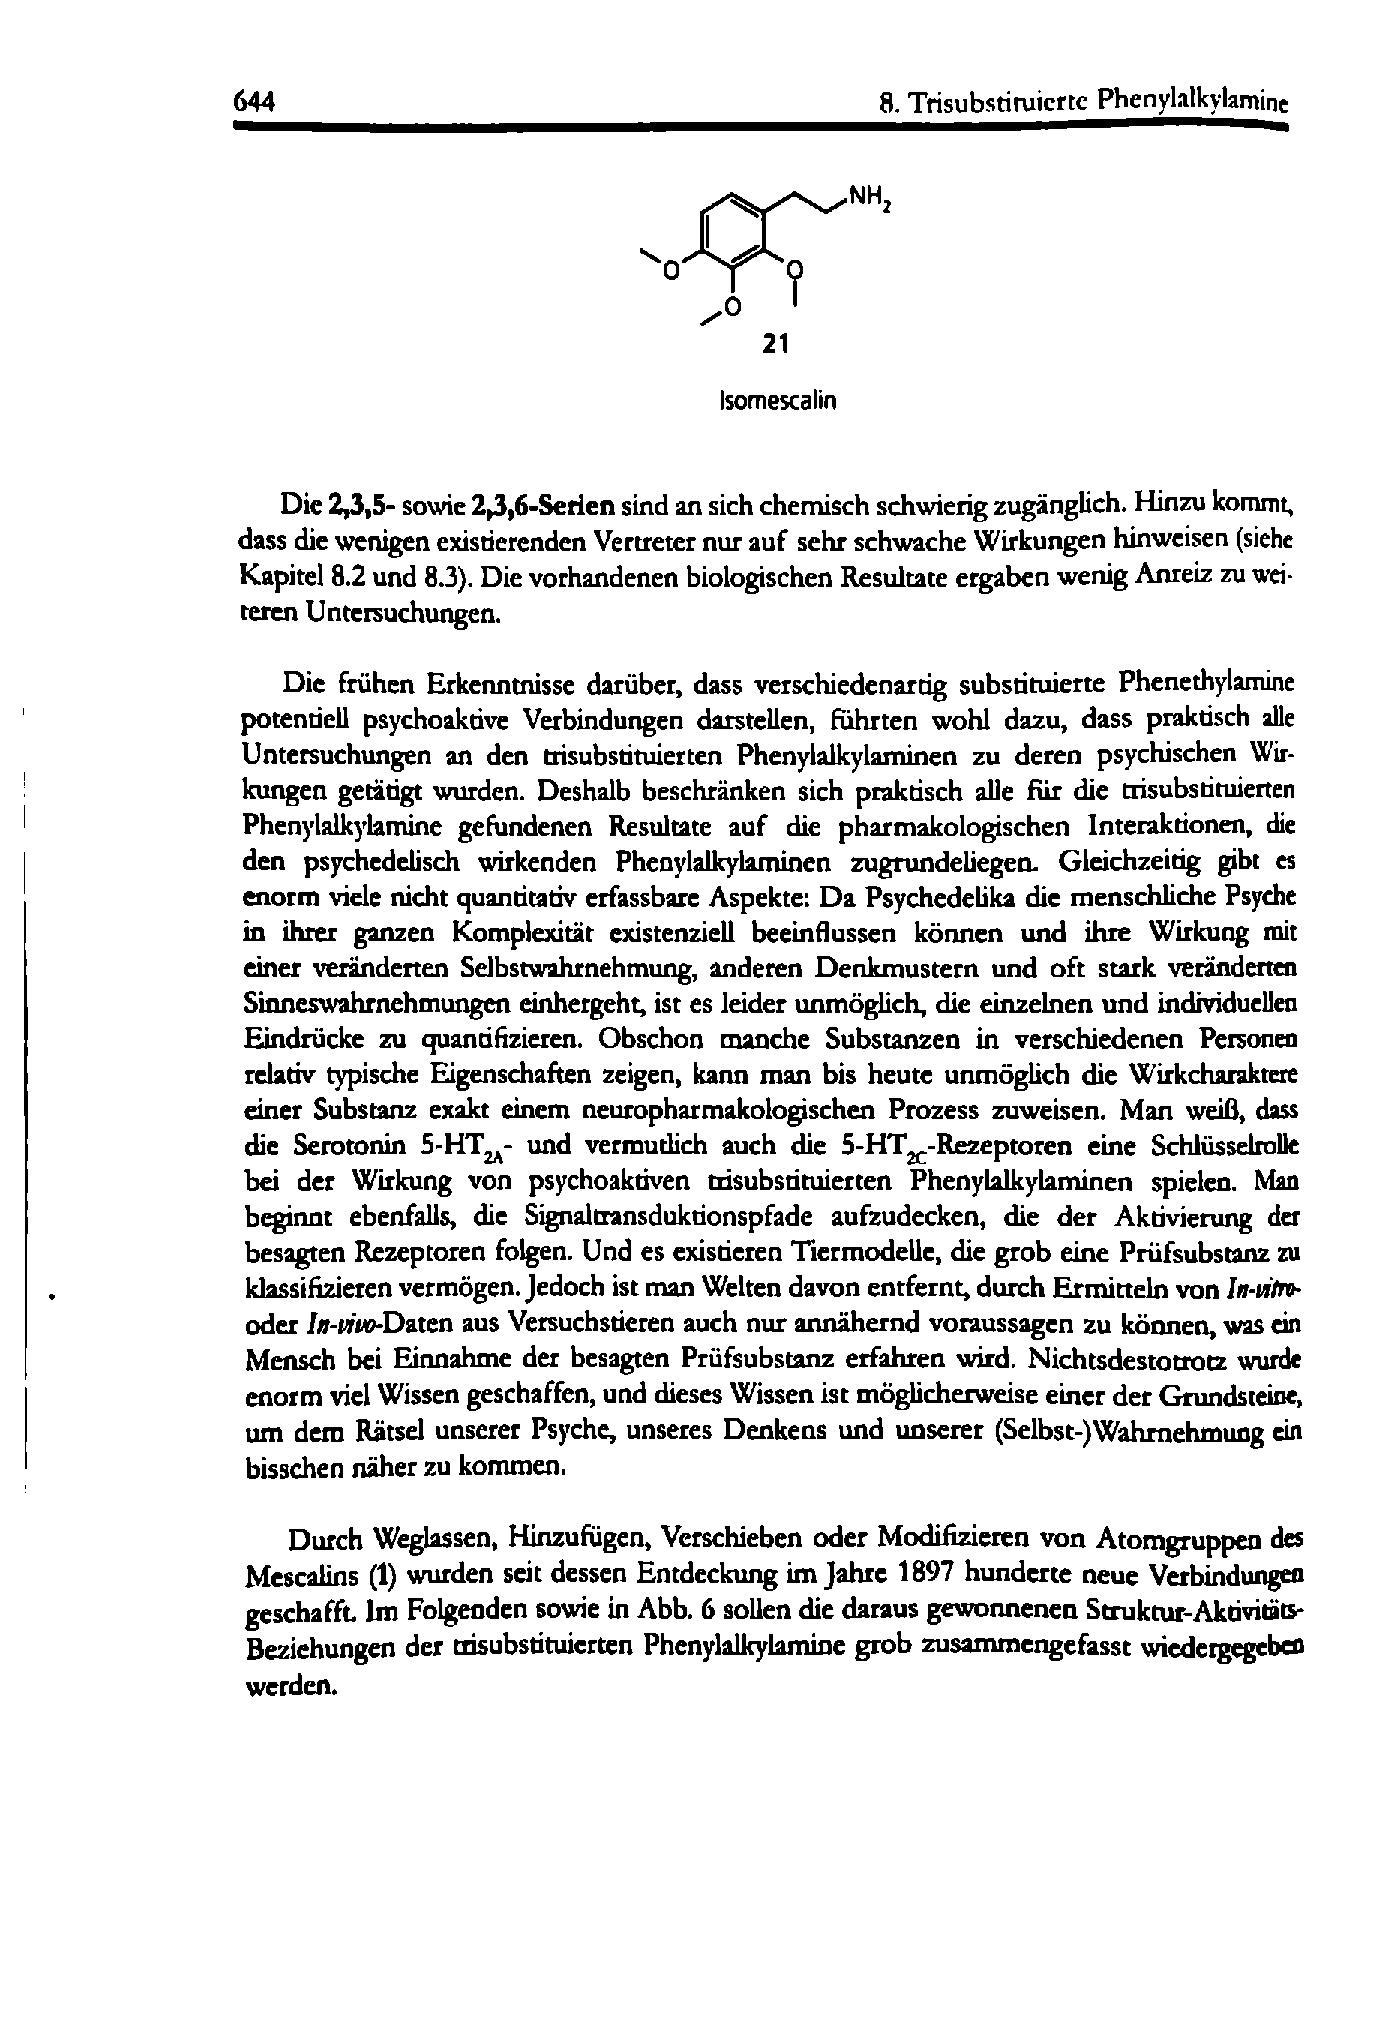 644
8. Trisubstituierte Phenylalkylamine
NH₂
O
O
O
21
Isomescalin
Die 2,3,5- sowie 2,3,6-Serien sind an sich chemisch schwierig zugänglich. Hinzu kommt,
dass die wenigen existierenden Vertreter nur auf sehr schwache Wirkungen hinweisen (siehe
Kapitel 8.2 und 8.3). Die vorhandenen biologischen Resultate ergaben wenig Anreiz zu wei-
teren Untersuchungen.
Die frühen Erkenntnisse darüber, dass verschiedenartig substituierte Phenethylamine
potentiell psychoaktive Verbindungen darstellen, führten wohl dazu, dass praktisch alle
Untersuchungen an den trisubstituierten Phenylalkylaminen zu deren psychischen Wir-
kungen getätigt wurden. Deshalb beschränken sich praktisch alle für die trisubstituierten
Phenylalkylamine gefundenen Resultate auf die pharmakologischen Interaktionen, die
den psychedelisch wirkenden Phenylalkylaminen zugrundeliegen. Gleichzeitig gibt es
enorm viele nicht quantitativ erfassbare Aspekte: Da Psychedelika die menschliche Psyche
in ihrer ganzen Komplexität existenziell beeinflussen können und ihre Wirkung mit
einer veränderten Selbstwahrnehmung, anderen Denkmustern und oft stark veränderten
Sinneswahrnehmungen einhergeht, ist es leider unmöglich, die einzelnen und individuellen
Eindrücke zu quantifizieren. Obschon manche Substanzen in verschiedenen Personen
relativ typische Eigenschaften zeigen, kann man bis heute unmöglich die Wirkcharaktere
einer Substanz exakt einem neuropharmakologischen Prozess zuweisen. Man weiß, dass
die Serotonin 5-HT₂A- und vermutlich auch die 5-HT₂C-Rezeptoren eine Schlüsselrolle
bei der Wirkung von psychoaktiven trisubstituierten Phenylalkylaminen spielen. Man
beginnt ebenfalls, die Signaltransduktionspfade aufzudecken, die der Aktivierung der
besagten Rezeptoren folgen. Und es existieren Tiermodelle, die grob eine Prüfsubstanz zu
klassifizieren vermögen. Jedoch ist man Welten davon entfernt, durch Ermitteln von In-vitro-
oder In-vivo-Daten aus Versuchstieren auch nur annähernd voraussagen zu können, was ein
Mensch bei Einnahme der besagten Prüfsubstanz erfahren wird. Nichtsdestotrotz wurde
enorm viel Wissen geschaffen, und dieses Wissen ist möglicherweise einer der Grundsteine,
um dem Rätsel unserer Psyche, unseres Denkens und unserer (Selbst-)Wahrnehmung ein
bisschen näher zu kommen.
Durch Weglassen, Hinzufügen, Verschieben oder Modifizieren von Atomgruppen des
Mescalins (1) wurden seit dessen Entdeckung im Jahre 1897 hunderte neue Verbindungen
geschafft. Im Folgenden sowie in Abb. 6 sollen die daraus gewonnenen Struktur-Aktivitäts-
Beziehungen der trisubstituierten Phenylalkylamine grob zusammengefasst wiedergegeben
werden.